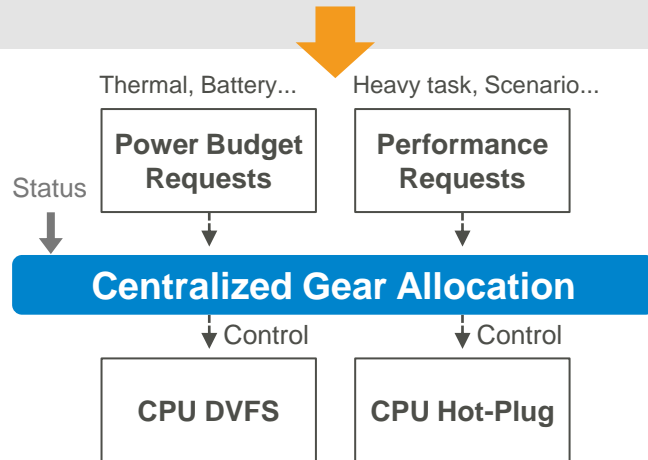 Thermal, Battery...
Heavy task, Scenario...
Power Budget
Requests
Performance
Requests
Status
Centralized Gear Allocation
Control
Control
CPU DVFS
CPU Hot-Plug